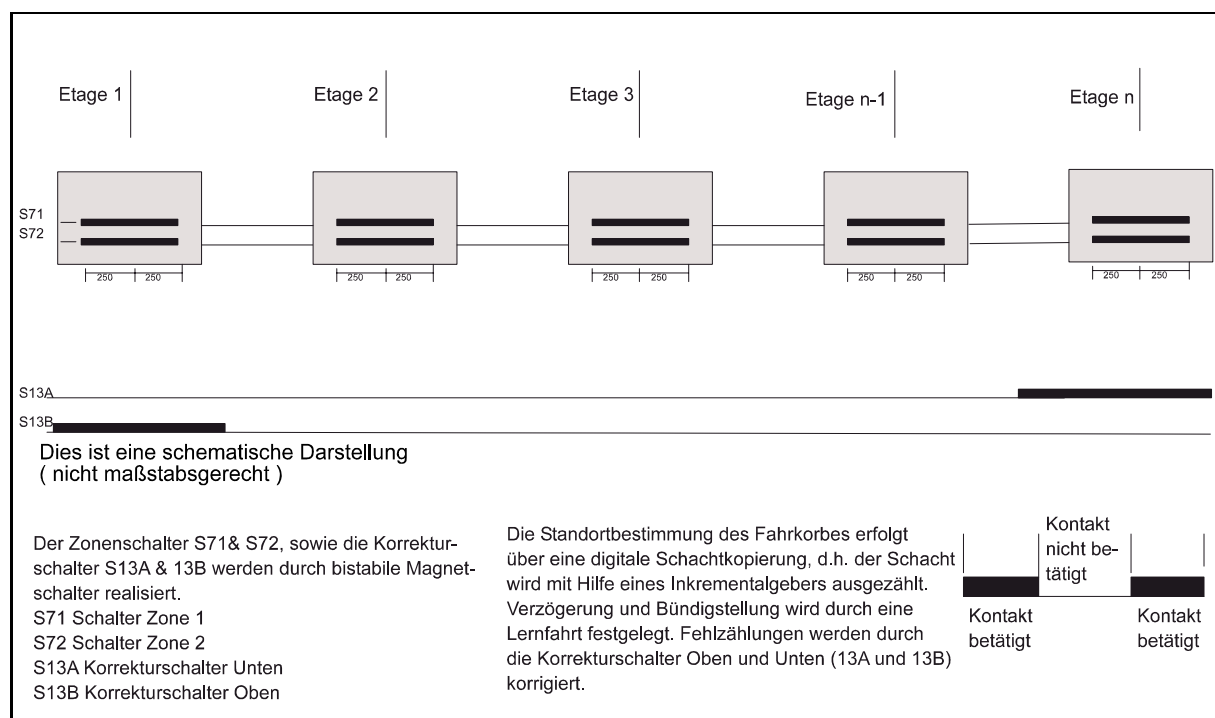 Etage 1
Etage 2
Etage 3
Etage n-1
Etage n
S71
S72
250 250
250 250
250 250
250 250
250 250
S13A
S13B
Dies ist eine schematische Darstellung
( nicht maßstabsgerecht )
Der Zonenschalter S71& S72, sowie die Korrektur-
schalter S13A & 13B werden durch bistabile Magnet-
schalter realisiert.
S71 Schalter Zone 1
S72 Schalter Zone 2
S13A Korrekturschalter Unten
S13B Korrekturschalter Oben
Die Standortbestimmung des Fahrkorbes erfolgt
über eine digitale Schachtkopierung, d.h. der Schacht
wird mit Hilfe eines Inkrementalgebers ausgezählt.
Verzögerung und Bündigstellung wird durch eine
Lernfahrt festgelegt. Fehlzählungen werden durch
die Korrekturschalter Oben und Unten (13A und 13B)
korrigiert.
Kontakt
nicht be-
tätigt
Kontakt
betätigt
Kontakt
betätigt